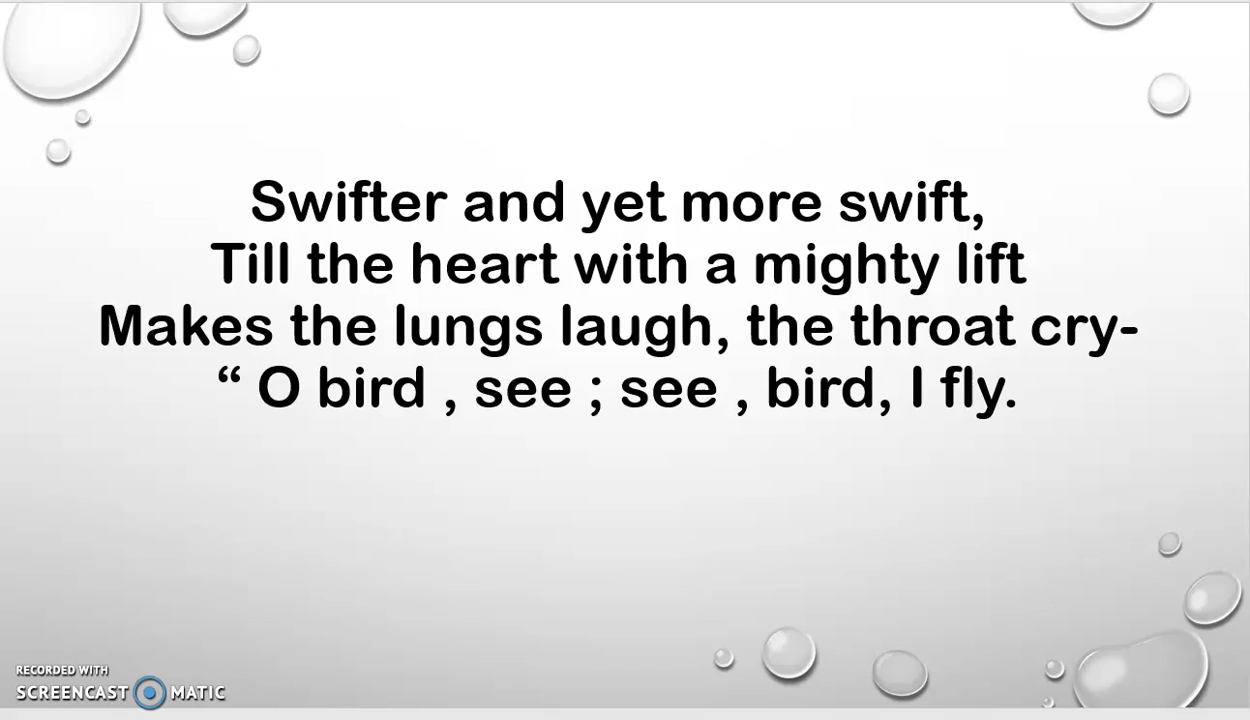 Swifter and yet more swift,
Till the heart with a mighty lift
Makes the lungs laugh, the throat cry-
“ O bird , see ; see , bird, I fly.
RECORDED WITH
SCREENCAST MATIC